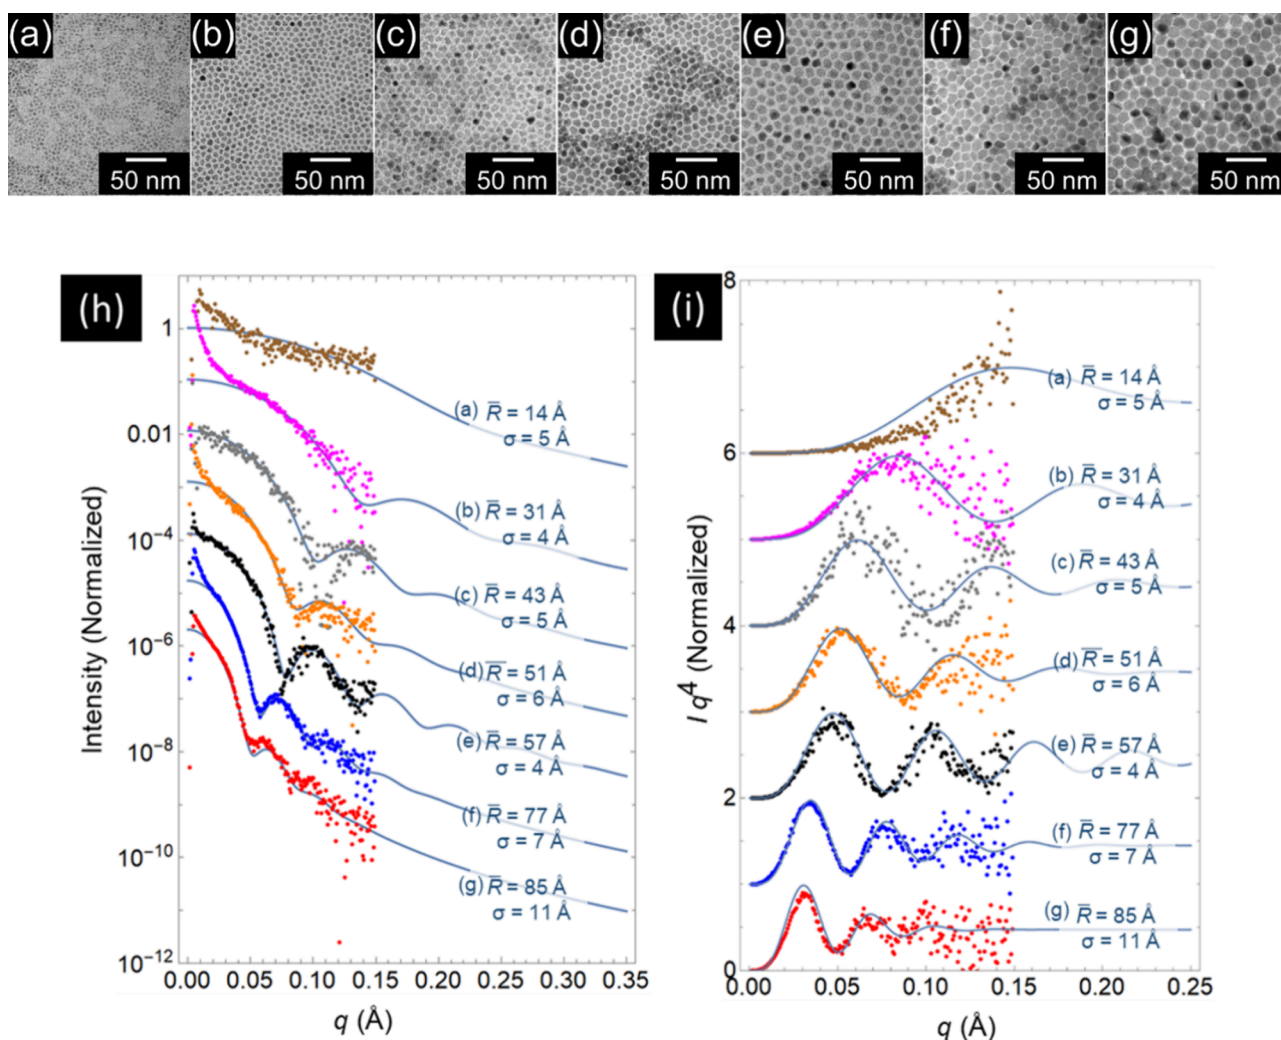 (a) (b) (c) (d) (e) (f) (g)
50 nm 50 nm 50 nm 50 nm 50 nm 50 nm 50 nm
(h)
Intensity (Normalized)
1
0.01
10⁻⁴
10⁻⁶
10⁻⁸
10⁻¹⁰
10⁻¹²
(a) R̅ = 14 Å
σ = 5 Å
(b) R̅ = 31 Å
σ = 4 Å
(c) R̅ = 43 Å
σ = 5 Å
(d) R̅ = 51 Å
σ = 6 Å
(e) R̅ = 57 Å
σ = 4 Å
(f) R̅ = 77 Å
σ = 7 Å
(g) R̅ = 85 Å
σ = 11 Å
0.00 0.05 0.10 0.15 0.20 0.25 0.30 0.35
q (Å)
(i)
I q⁴ (Normalized)
8
6
4
2
0
(a) R̅ = 14 Å
σ = 5 Å
(b) R̅ = 31 Å
σ = 4 Å
(c) R̅ = 43 Å
σ = 5 Å
(d) R̅ = 51 Å
σ = 6 Å
(e) R̅ = 57 Å
σ = 4 Å
(f) R̅ = 77 Å
σ = 7 Å
(g) R̅ = 85 Å
σ = 11 Å
0.00 0.05 0.10 0.15 0.20 0.25
q (Å)